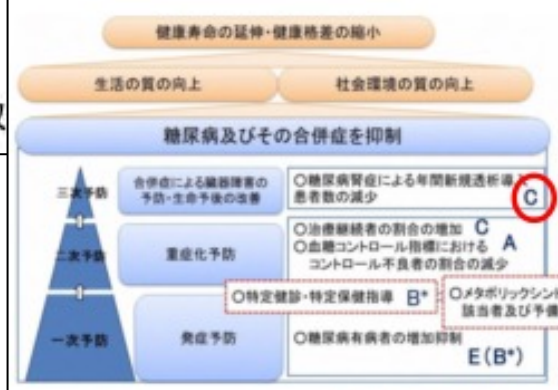 健康寿命の延伸・健康格差の縮小
生活の質の向上
社会環境の質の向上
糖尿病及びその合併症を抑制
三次予防
合併症による臓器障害の
予防・生命予後の改善
〇糖尿病腎症による年間新規透析導入
患者数の減少
C
二次予防
重症化予防
〇治療継続者の割合の増加 C
〇血糖コントロール指標における A
コントロール不良者の割合の減少
〇特定健診・特定保健指導 B*
〇メタボリックシンド
該当者及び予備
一次予防
発症予防
〇糖尿病有病者の増加抑制
E(B*)